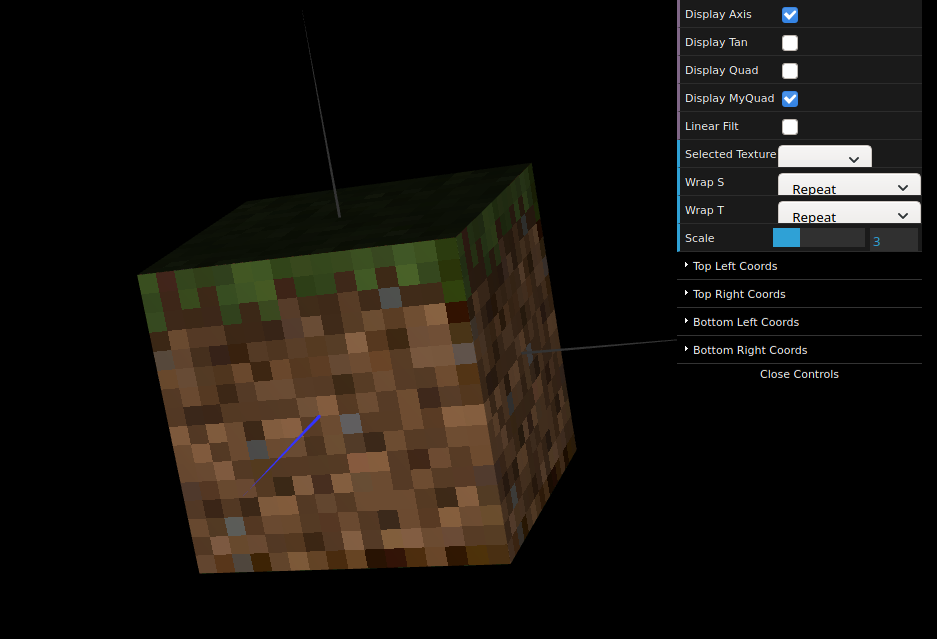 Display Axis
Display Tan
Display Quad
Display MyQuad
Linear Filt
Selected Texture
Wrap S Repeat
Wrap T Repeat
Scale 3
Top Left Coords
Top Right Coords
Bottom Left Coords
Bottom Right Coords
Close Controls